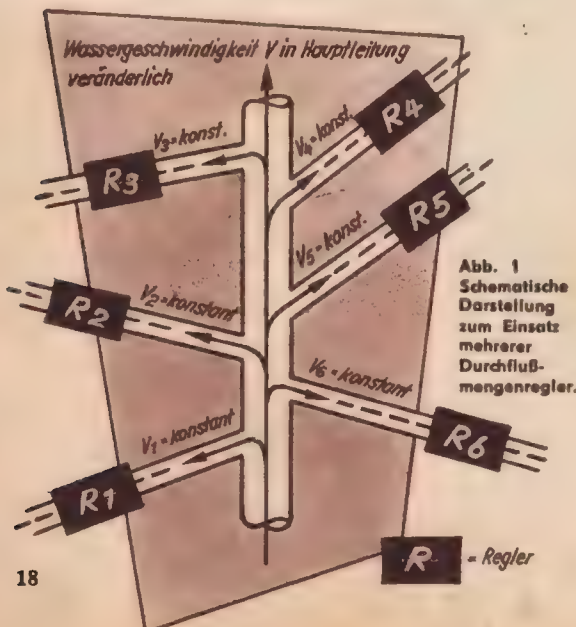 Wassergeschwindigkeit V in Hauptleitung
veränderlich
V₃=konst.
R3
V₄=konst.
R4
V₅=konst.
R5
V₂=konstant
R2
V₆=konstant
R6
V₁=konstant
R1
Abb. 1
Schematische
Darstellung
zum Einsatz
mehrerer
Durchfluß-
mengenregler.
R = Regler
18